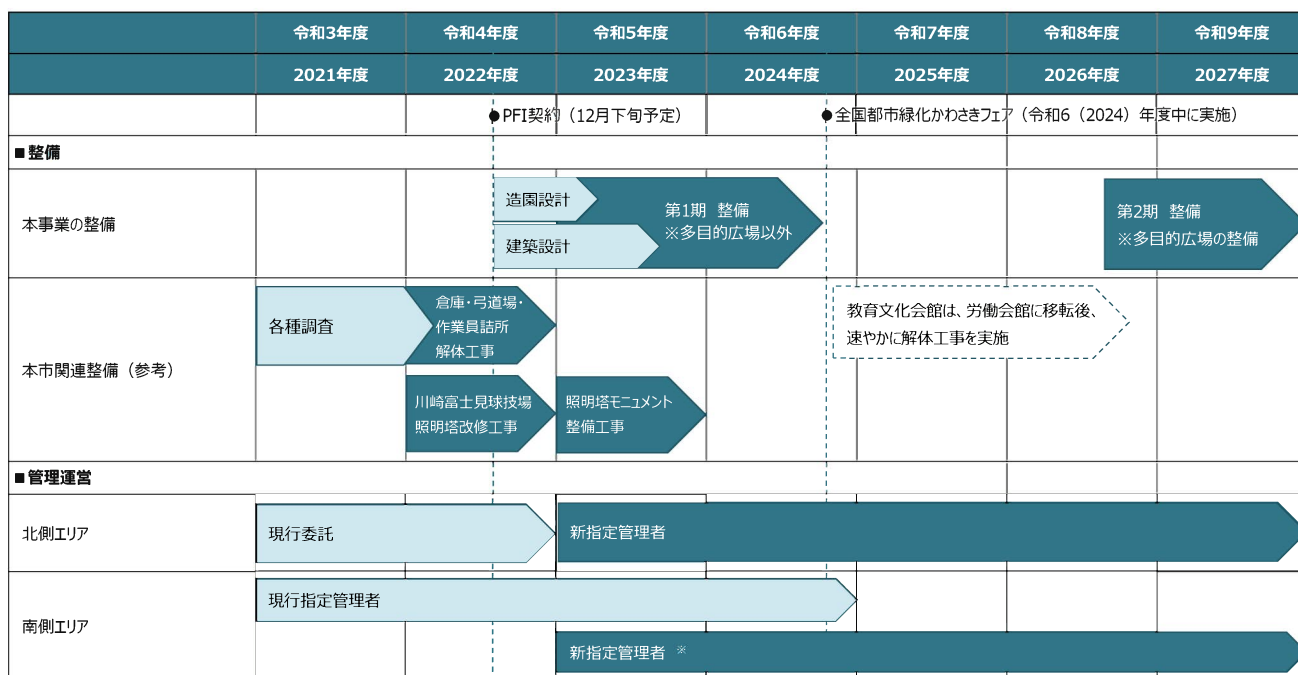 令和3年度 令和4年度 令和5年度 令和6年度 令和7年度 令和8年度 令和9年度
2021年度 2022年度 2023年度 2024年度 2025年度 2026年度 2027年度
●PFI契約（12月下旬予定） ●全国都市緑化かわさきフェア（令和6（2024）年度中に実施）
■整備
本事業の整備
造園設計
建築設計
第1期 整備
※多目的広場以外
第2期 整備
※多目的広場の整備
本市関連整備（参考）
各種調査
倉庫・弓道場・
作業員詰所
解体工事
教育文化会館は、労働会館に移転後、
速やかに解体工事を実施
川崎富士見球技場
照明塔改修工事
照明塔モニュメント
整備工事
■管理運営
北側エリア
現行委託
新指定管理者
南側エリア
現行指定管理者
新指定管理者 ※